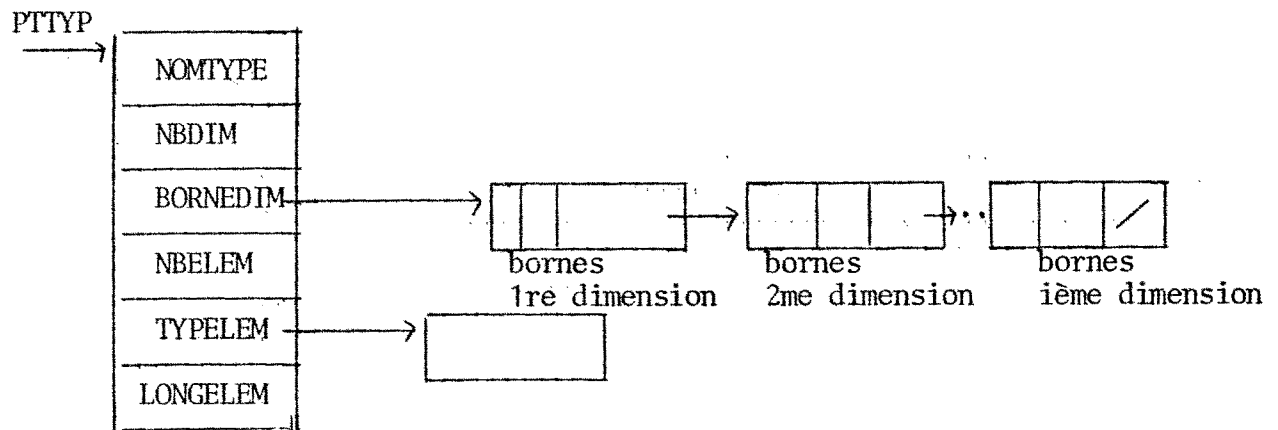 PTTYP
NOMTYPE
NBDIM
BORNEDIM
NBELEM
TYPELEM
LONGELEM
bornes
1re dimension
bornes
2me dimension
bornes
ième dimension